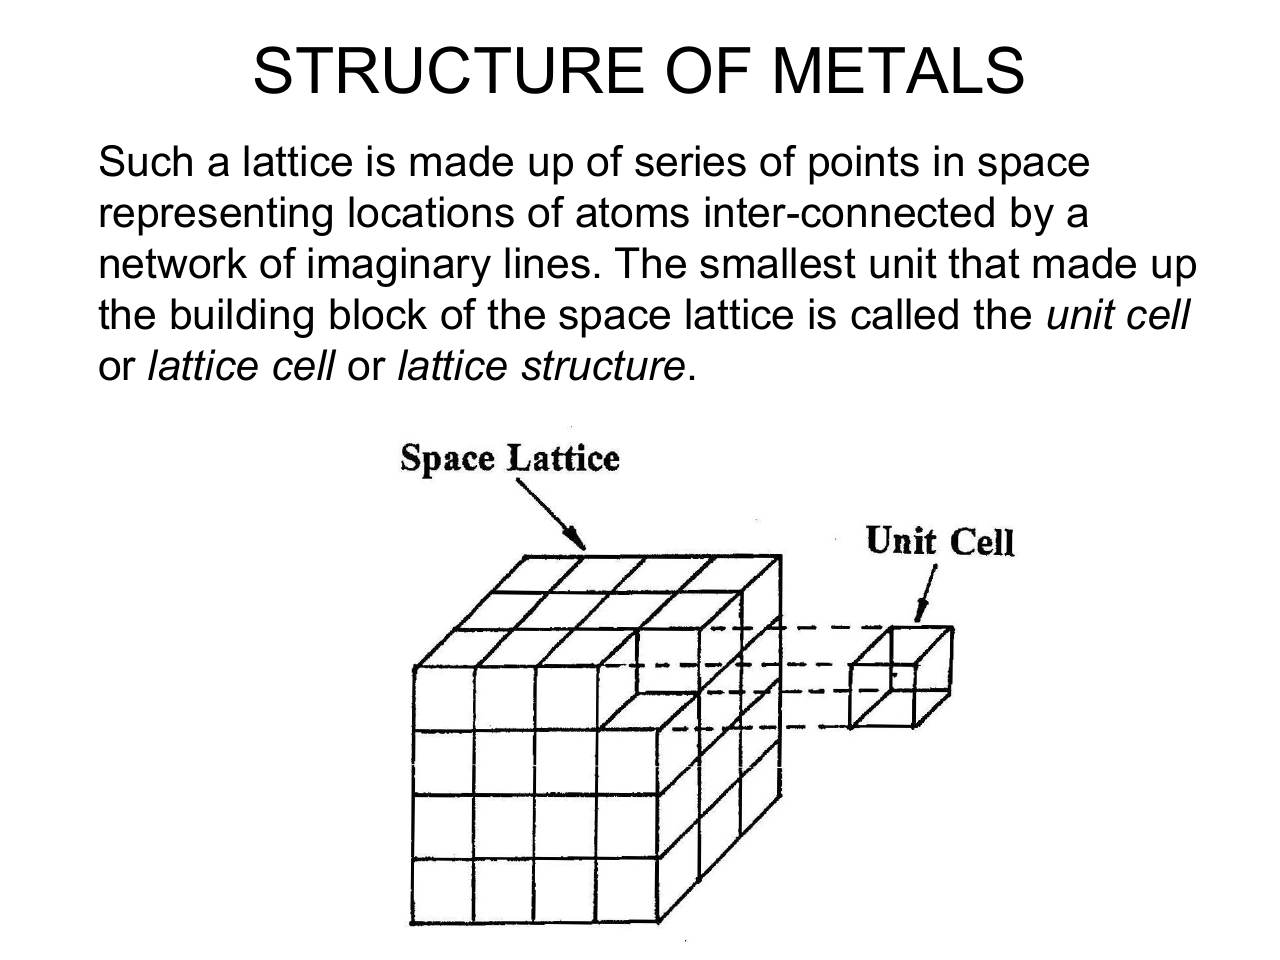 STRUCTURE OF METALS
Such a lattice is made up of series of points in space
representing locations of atoms inter-connected by a
network of imaginary lines. The smallest unit that made up
the building block of the space lattice is called the unit cell
or lattice cell or lattice structure.
Space Lattice
Unit Cell